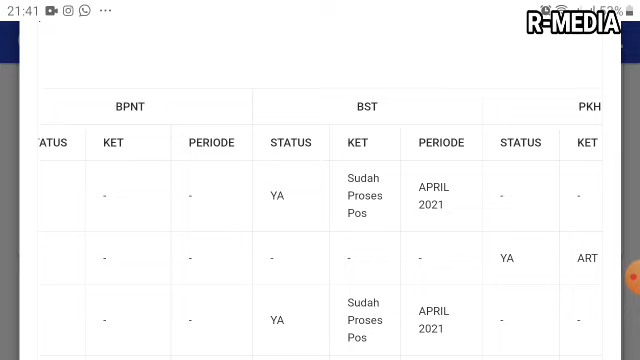 21:41
R-MEDIA
BPNT BST PKH
TATUS KET PERIODE STATUS KET PERIODE STATUS KET
- - YA Sudah Proses Pos APRIL 2021 - -
- - - - - YA ART
- - YA Sudah Proses Pos APRIL 2021 - -